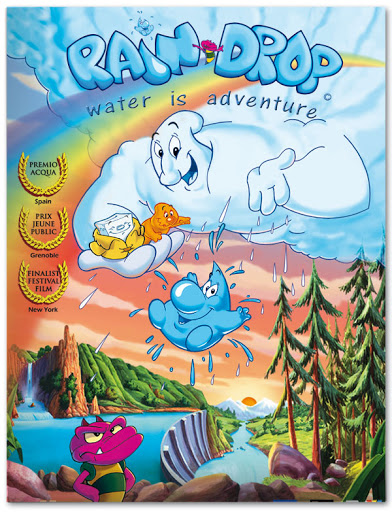 RAIN DROP
water is adventure ©
PREMIO
ACQUA
Spain
PRIX
JEUNE
PUBLIC
Grenoble
FINALIST
FESTIVAL
FILM
New York